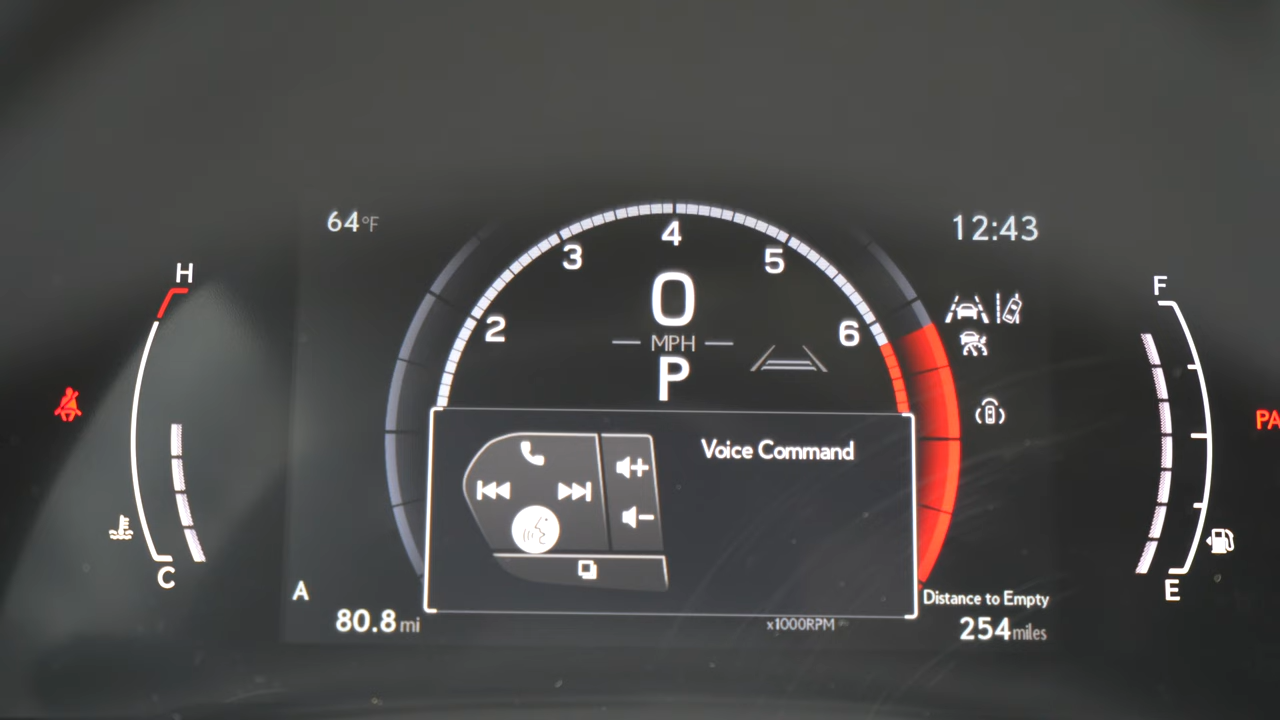 64°F
12:43
H
F
4
3
5
2
6
0
MPH
P
PA
Voice Command
C
E
A
80.8 mi
x1000RPM
Distance to Empty
254 miles